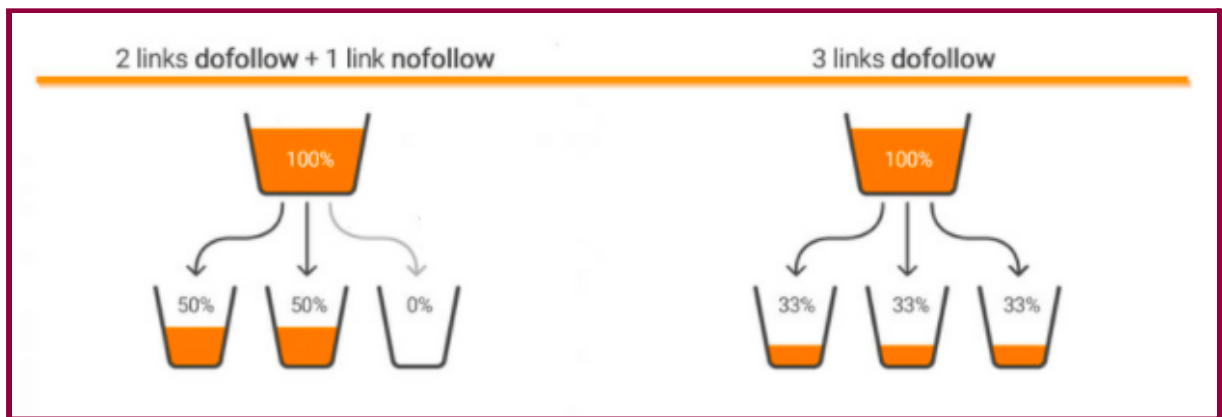 2 links dofollow + 1 link nofollow
3 links dofollow
100%
100%
50% 50% 0%
33% 33% 33%